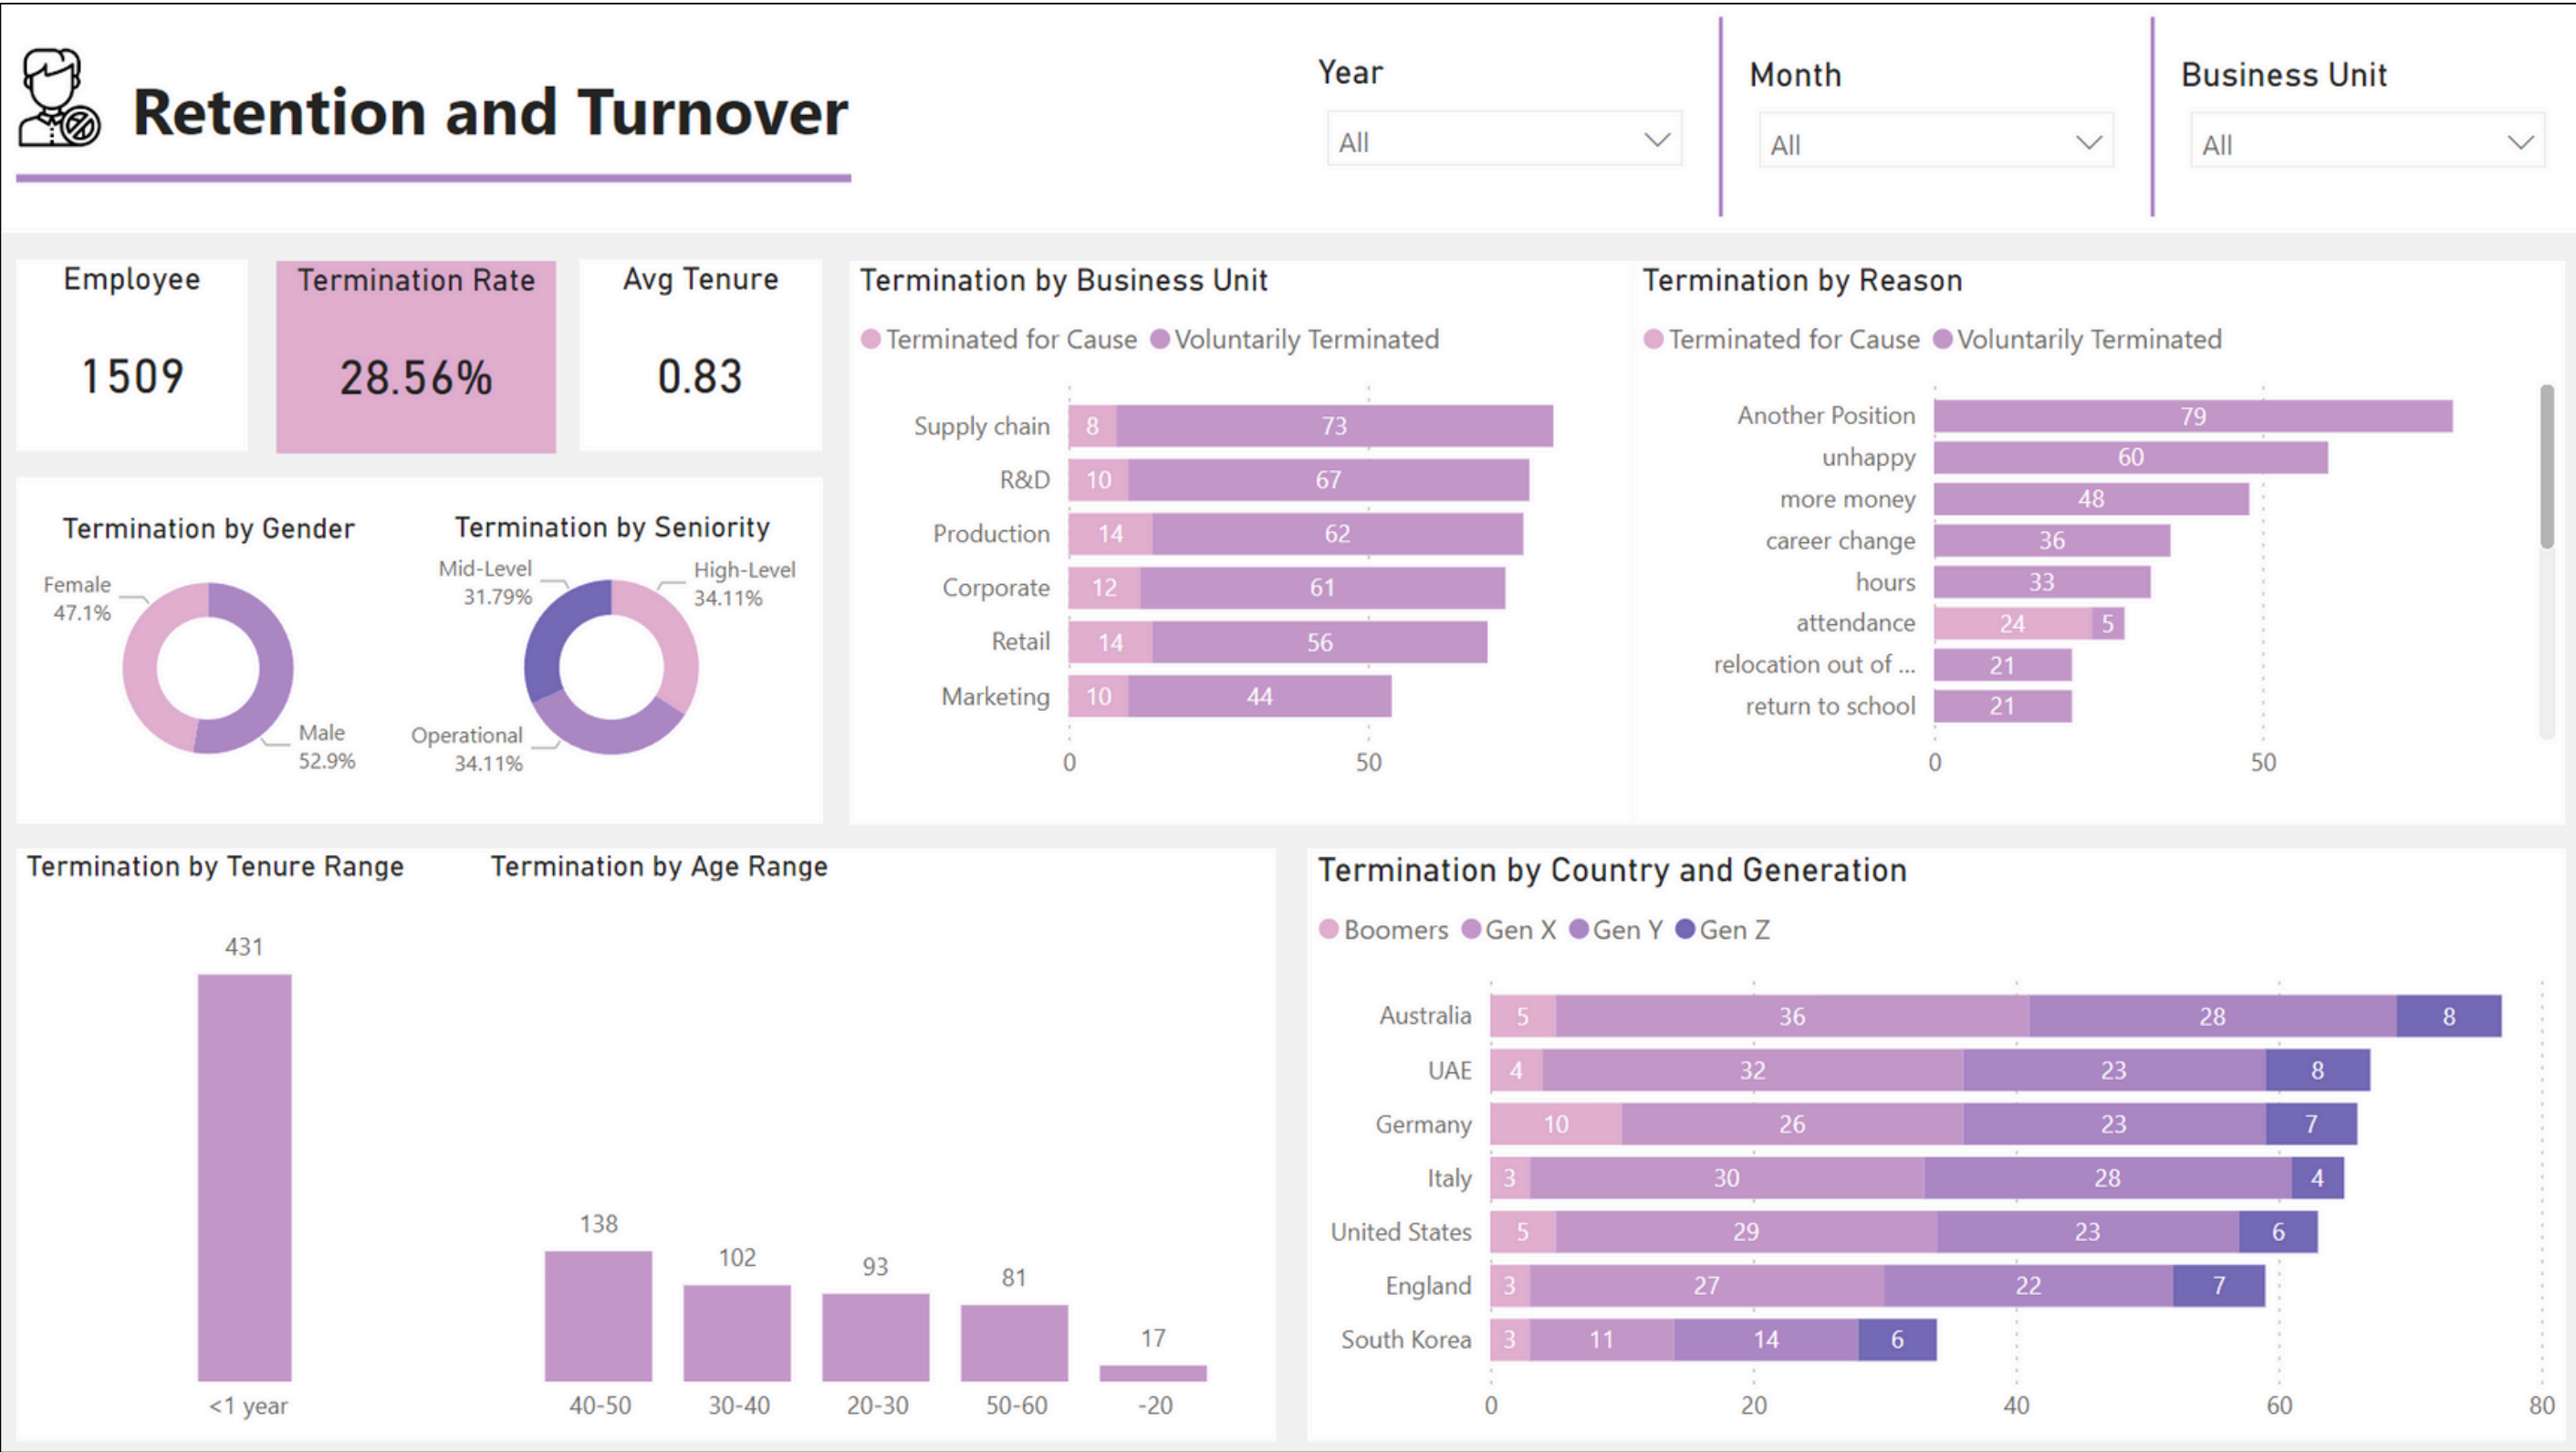 Retention and Turnover
Year
All
Month
All
Business Unit
All
Employee
1509
Termination Rate
28.56%
Avg Tenure
0.83
Termination by Gender
Female
47.1%
Male
52.9%
Termination by Seniority
Mid-Level
31.79%
High-Level
34.11%
Operational
34.11%
Termination by Business Unit
Terminated for Cause Voluntarily Terminated
Supply chain 8 73
R&D 10 67
Production 14 62
Corporate 12 61
Retail 14 56
Marketing 10 44
0 50
Termination by Reason
Terminated for Cause Voluntarily Terminated
Another Position 79
unhappy 60
more money 48
career change 36
hours 33
attendance 24 5
relocation out of ... 21
return to school 21
0 50
Termination by Tenure Range
431
<1 year
Termination by Age Range
138 102 93 81 17
40-50 30-40 20-30 50-60 -20
Termination by Country and Generation
Boomers Gen X Gen Y Gen Z
Australia 5 36 28 8
UAE 4 32 23 8
Germany 10 26 23 7
Italy 3 30 28 4
United States 5 29 23 6
England 3 27 22 7
South Korea 3 11 14 6
0 20 40 60 80